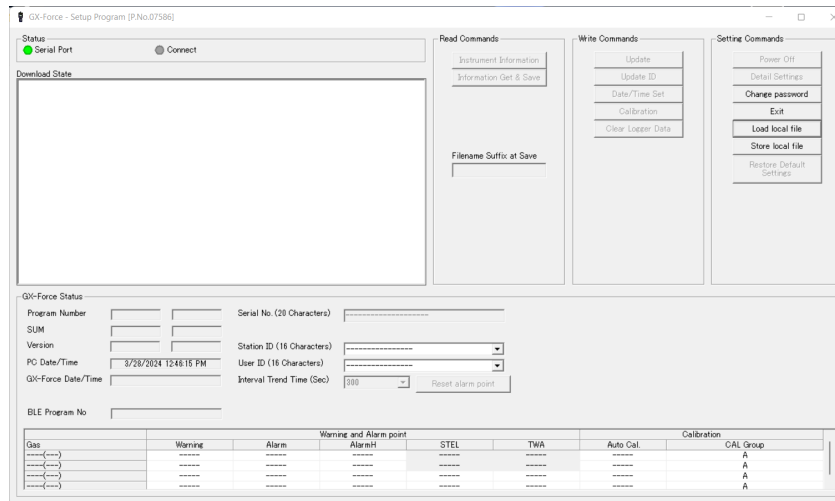 GX-Force - Setup Program [P.No.07586]
Status
Serial Port
Connect
Download State
Read Commands
Instrument Information
Information Get & Save
Filename Suffix at Save
Write Commands
Update
Update ID
Date/Time Set
Calibration
Clear Logger Data
Setting Commands
Power Off
Detail Settings
Change password
Exit
Load local file
Store local file
Restore Default
Settings
GX-Force Status
Program Number
SUM
Version
PC Date/Time 3/28/2024 12:46:15 PM
GX-Force Date/Time
BLE Program No
Serial No. (20 Characters) --------------------
Station ID (16 Characters) ----------------
User ID (16 Characters) ----------------
Interval Trend Time (Sec) 300 Reset alarm point
Warning and Alarm point Calibration
Gas Warning Alarm AlarmH STEL TWA Auto Cal. CAL Group
----(---) ----- ----- ----- ----- ----- ----- A
----(---) ----- ----- ----- ----- ----- ----- A
----(---) ----- ----- ----- ----- ----- ----- A
----(---) ----- ----- ----- ----- ----- ----- A